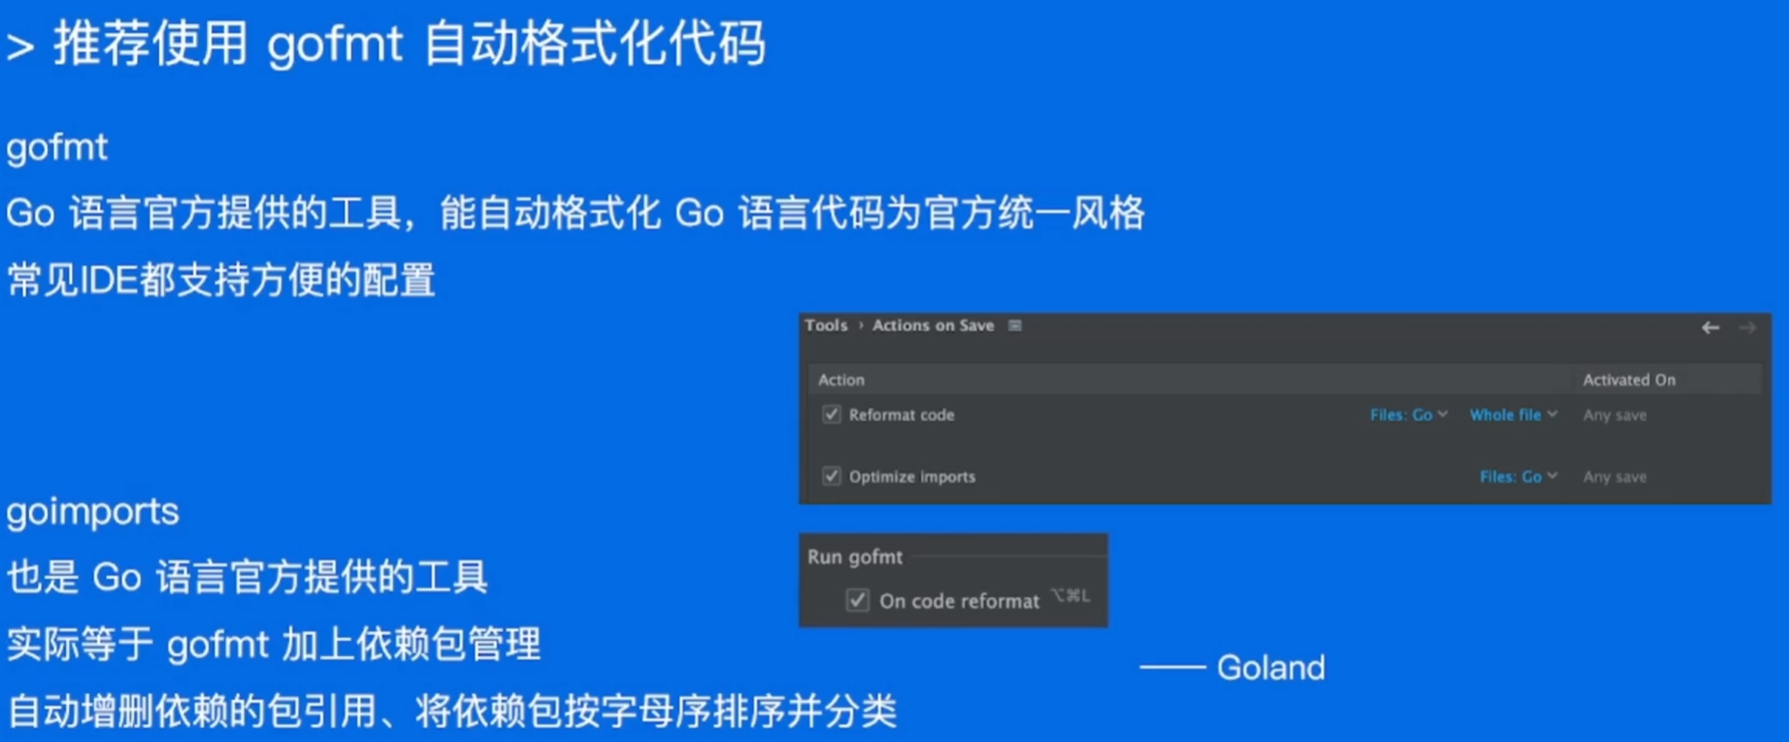 > 推荐使用 gofmt 自动格式化代码
gofmt
Go 语言官方提供的工具，能自动格式化 Go 语言代码为官方统一风格
常见IDE都支持方便的配置
Tools › Actions on Save
Action Activated On
Reformat code Files: Go Whole file Any save
Optimize imports Files: Go Any save
Run gofmt
On code reformat ⌥⌘L
—— Goland
goimports
也是 Go 语言官方提供的工具
实际等于 gofmt 加上依赖包管理
自动增删依赖的包引用、将依赖包按字母序排序并分类